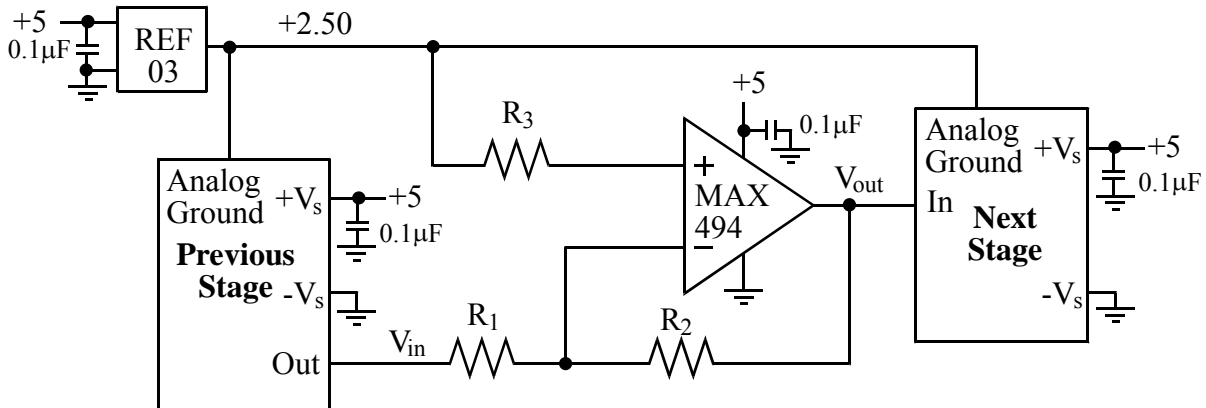 +5
+2.50
REF
03
0.1μF
+5
R3
0.1μF
Analog
Ground
+Vs
+5
0.1μF
MAX
494
+
−
Vout
Analog
Ground
+Vs
+5
0.1μF
In
Next
Stage
-Vs
Previous
Stage
-Vs
R1
R2
Vin
Out